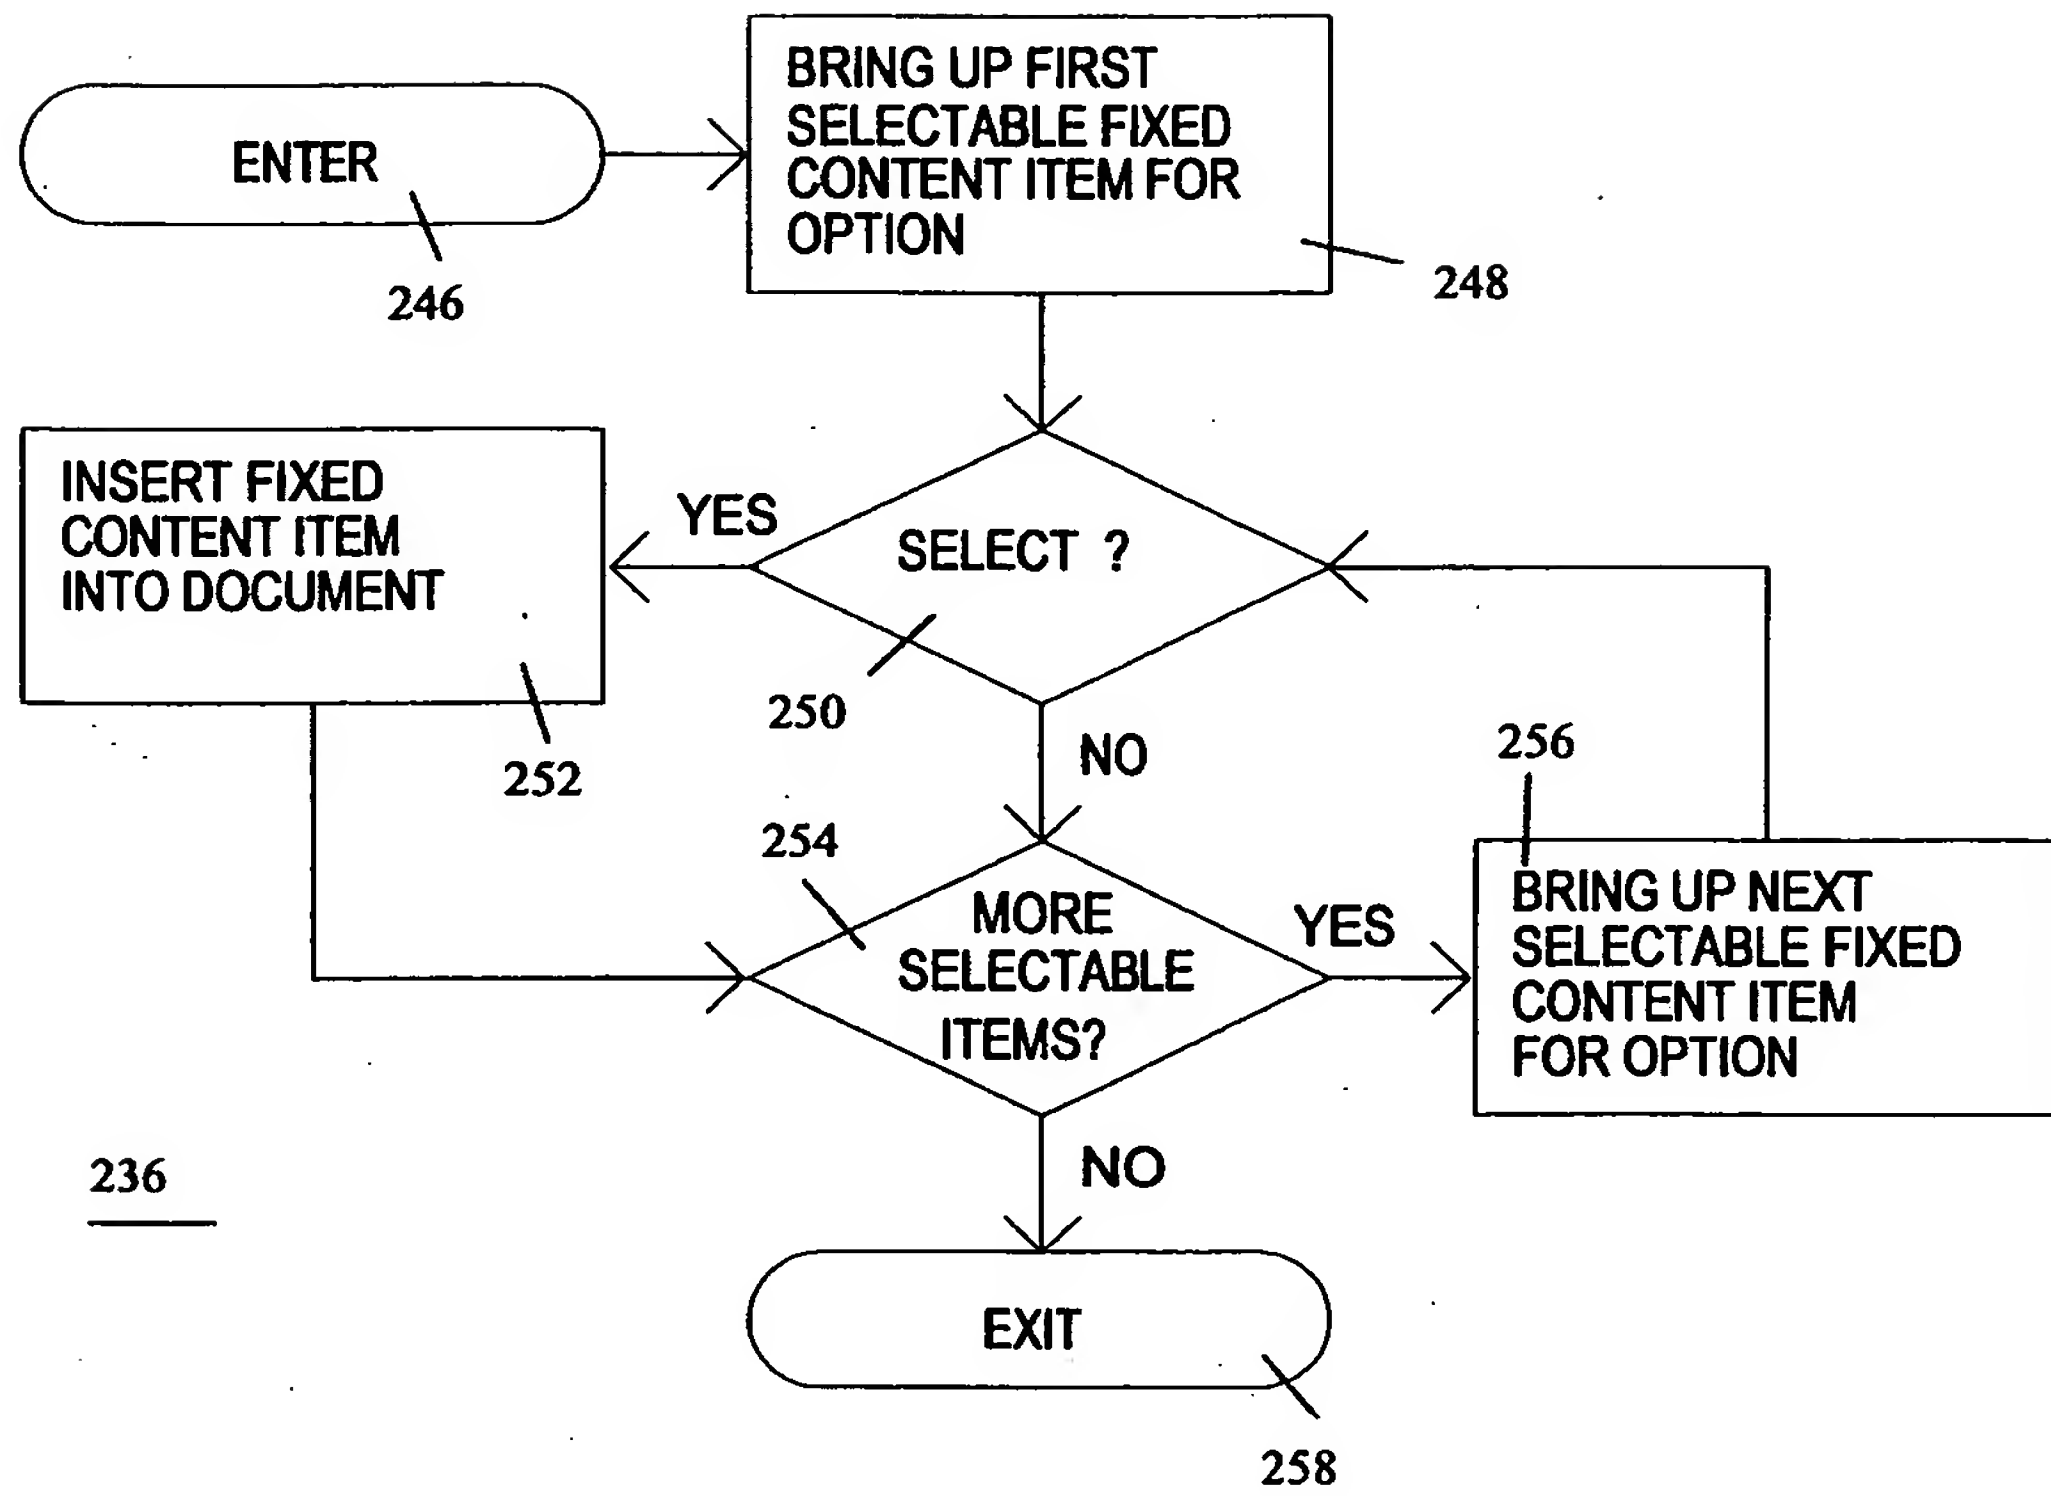 ENTER
246
BRING UP FIRST
SELECTABLE FIXED
CONTENT ITEM FOR
OPTION
248
INSERT FIXED
CONTENT ITEM
INTO DOCUMENT
252
YES
SELECT ?
250
NO
254
MORE
SELECTABLE
ITEMS?
YES
256
BRING UP NEXT
SELECTABLE FIXED
CONTENT ITEM
FOR OPTION
236
NO
EXIT
258